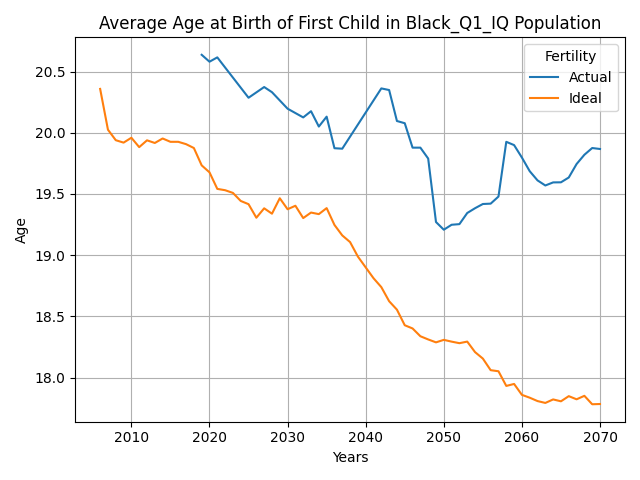 Average Age at Birth of First Child in Black_Q1_IQ Population
Fertility
Actual
Ideal
Age
20.5
20.0
19.5
19.0
18.5
18.0
2010 2020 2030 2040 2050 2060 2070
Years